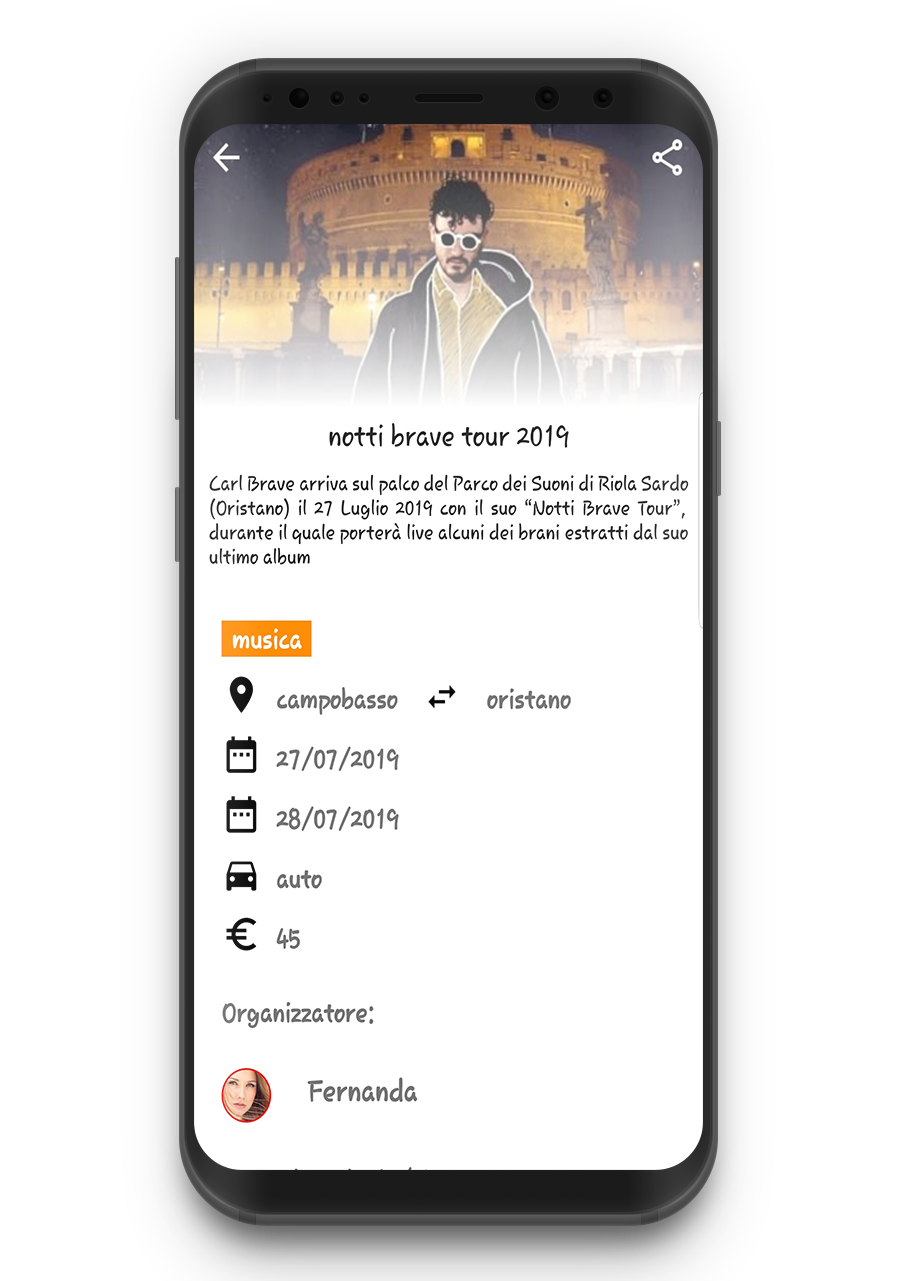 notti brave tour 2019
Carl Brave arriva sul palco del Parco dei Suoni di Riola Sardo
(Oristano) il 27 Luglio 2019 con il suo “Notti Brave Tour”,
durante il quale porterà live alcuni dei brani estratti dal suo
ultimo album
musica
campobasso oristano
27/07/2019
28/07/2019
auto
€ 45
Organizzatore:
Fernanda